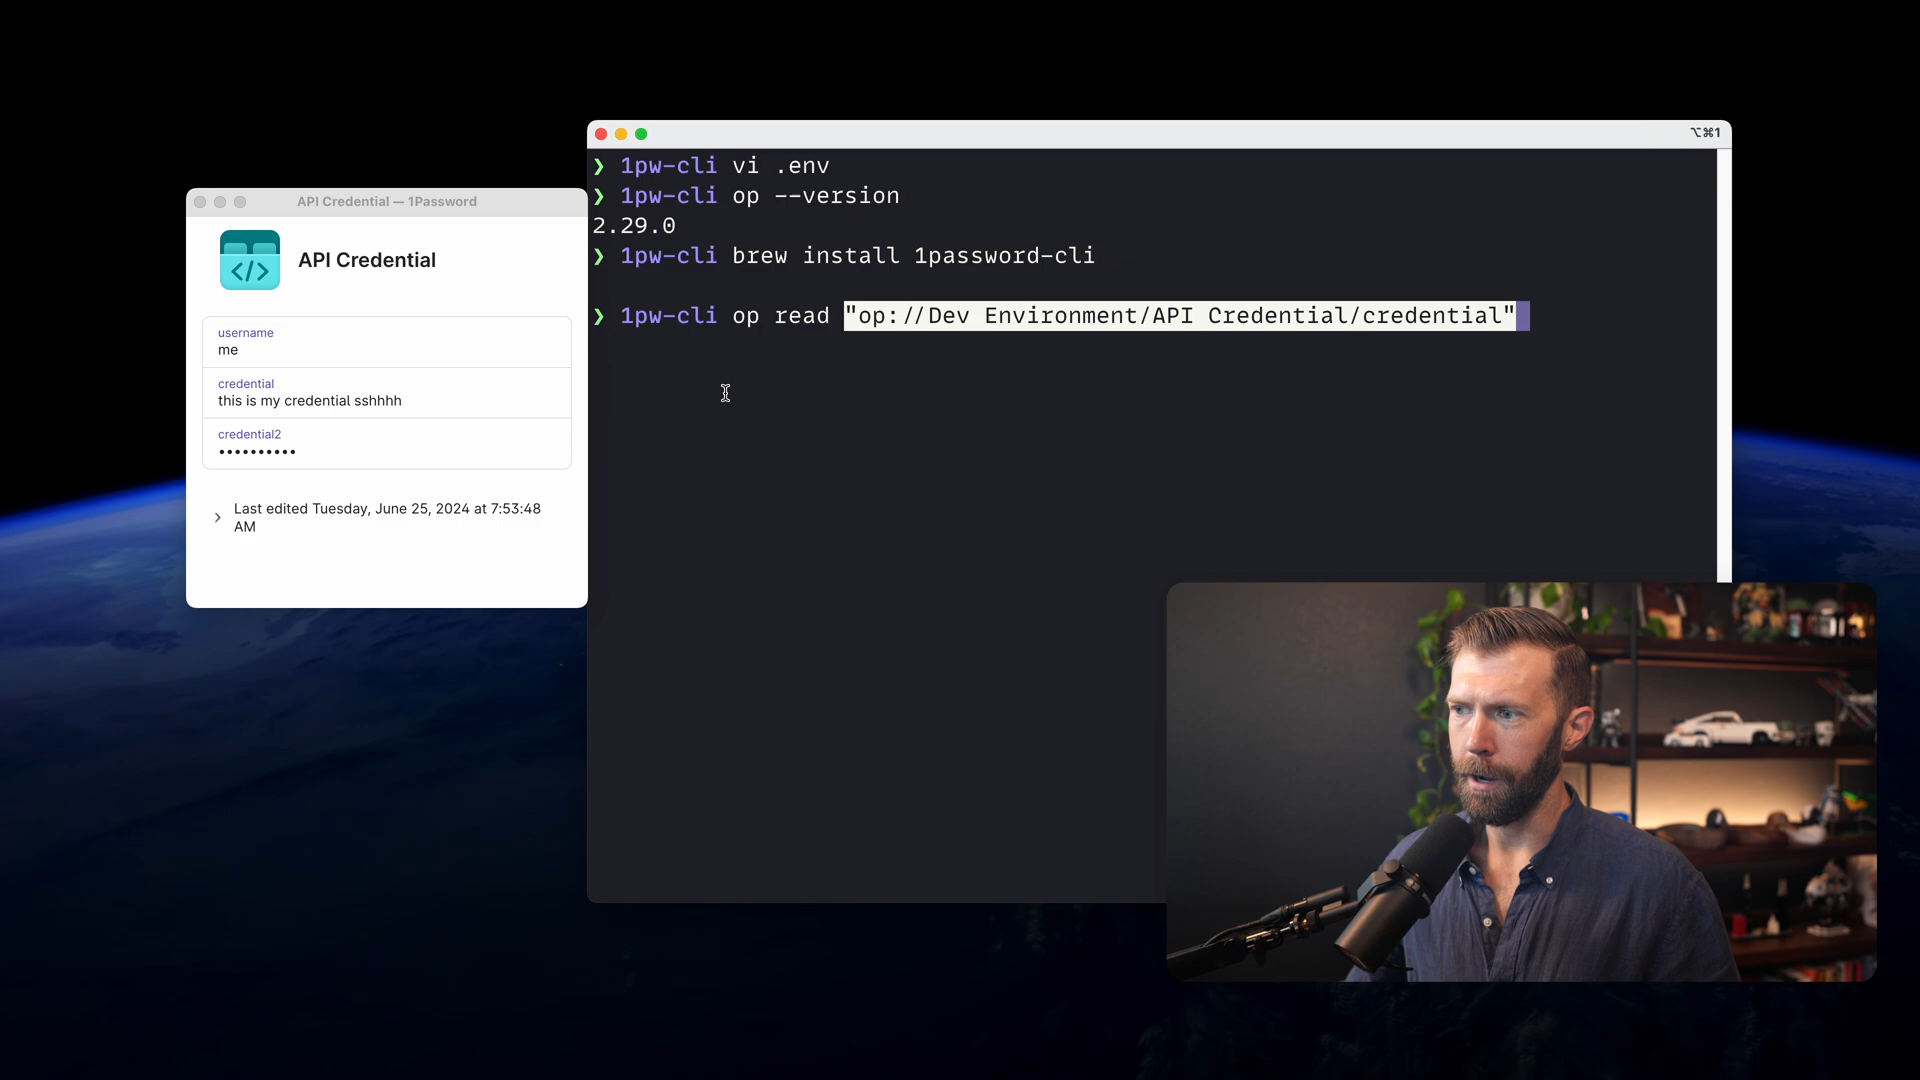 ⌥⌘1
❯ 1pw-cli vi .env
❯ 1pw-cli op --version
2.29.0
❯ 1pw-cli brew install 1password-cli
❯ 1pw-cli op read "op://Dev Environment/API Credential/credential"
API Credential — 1Password
</>
API Credential
username
me
credential
this is my credential sshhhh
credential2
••••••••••
Last edited Tuesday, June 25, 2024 at 7:53:48
AM